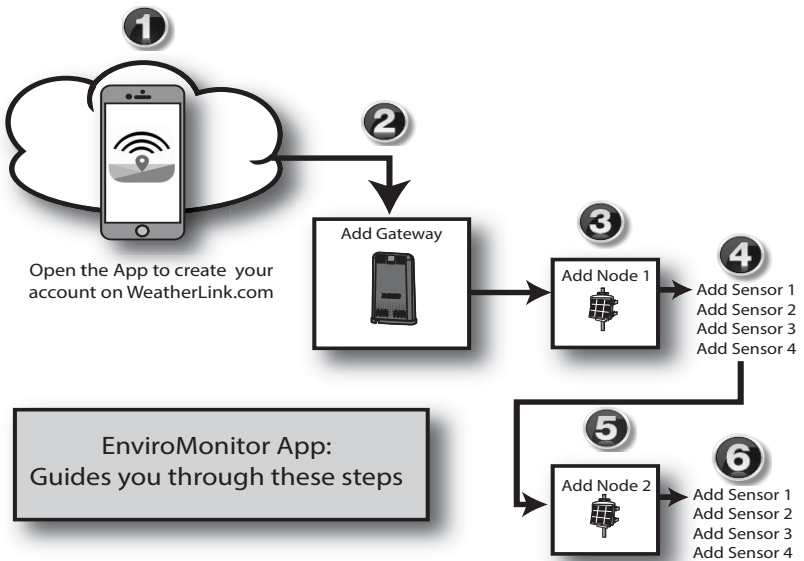 1
Open the App to create your
account on WeatherLink.com
2
Add Gateway
3
Add Node 1
4
Add Sensor 1
Add Sensor 2
Add Sensor 3
Add Sensor 4
EnviroMonitor App:
Guides you through these steps
5
Add Node 2
6
Add Sensor 1
Add Sensor 2
Add Sensor 3
Add Sensor 4